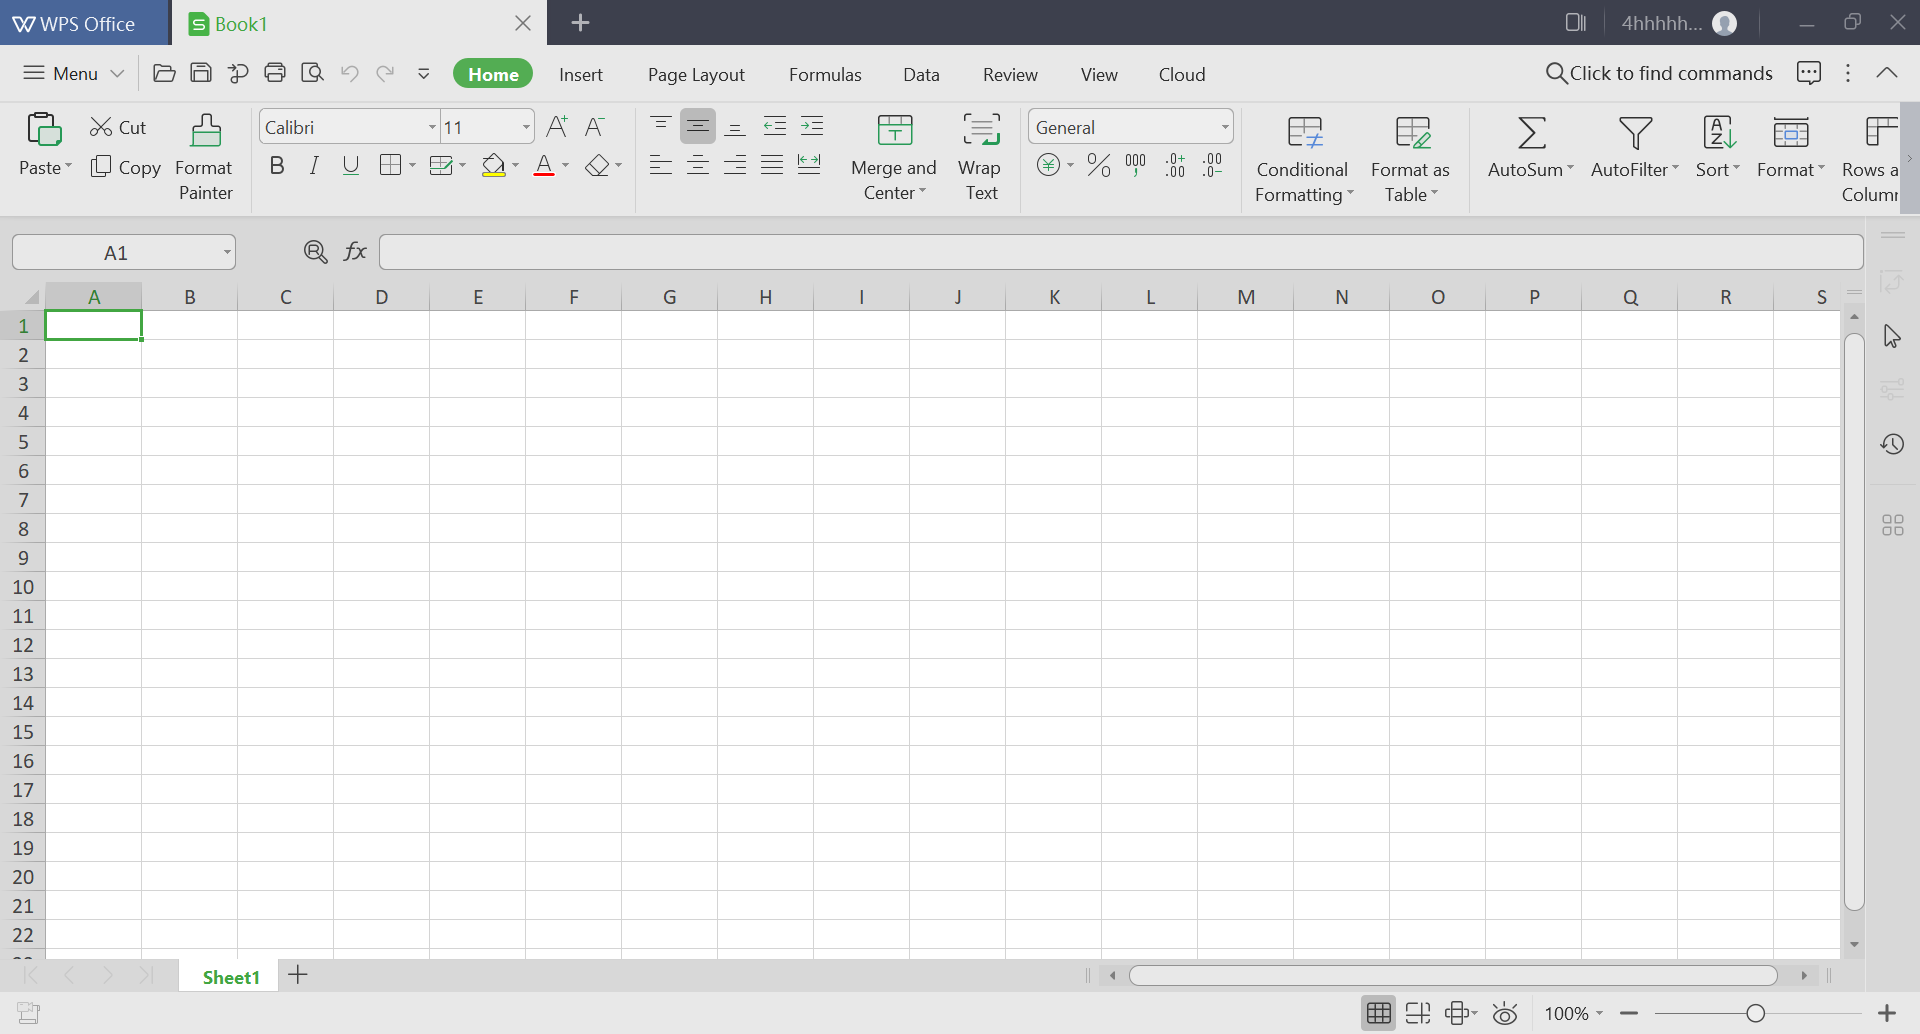 WPS Office
Book1
4hhhhh...
Menu
Home
Insert
Page Layout
Formulas
Data
Review
View
Cloud
Click to find commands
Paste
Cut
Copy
Format
Painter
Calibri
11
Merge and
Center
Wrap
Text
General
Conditional
Formatting
Format as
Table
AutoSum
AutoFilter
Sort
Format
Rows a
Colum
A1
fx
A B C D E F G H I J K L M N O P Q R S
1
2
3
4
5
6
7
8
9
10
11
12
13
14
15
16
17
18
19
20
21
22
Sheet1
100%